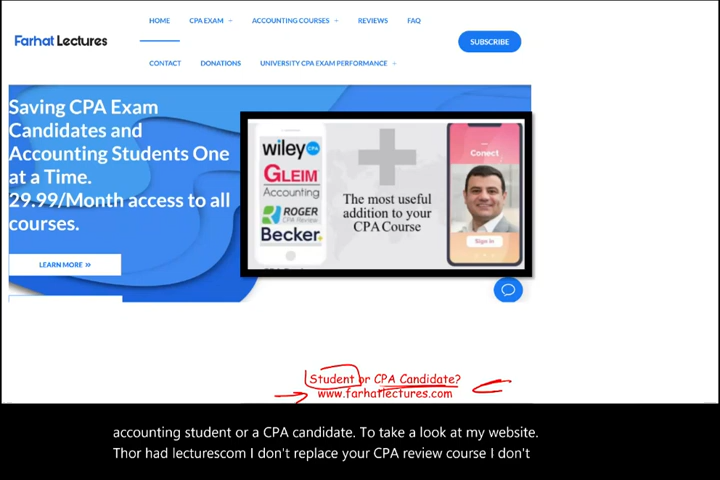 HOME CPA EXAM ACCOUNTING COURSES REVIEWS FAQ
Farhat Lectures
SUBSCRIBE
CONTACT DONATIONS UNIVERSITY CPA EXAM PERFORMANCE
Saving CPA Exam
Candidates and
Accounting Students One
at a Time.
29.99/Month access to all
courses.
LEARN MORE »
wiley CPA
GLEIM
Accounting
ROGER
CPA Review
Becker.
The most useful
addition to your
CPA Course
Conect
Sign in
Student or CPA Candidate?
www.farhatlectures.com
accounting student or a CPA candidate. To take a look at my website.
Thor had lecturescom I don't replace your CPA review course I don't